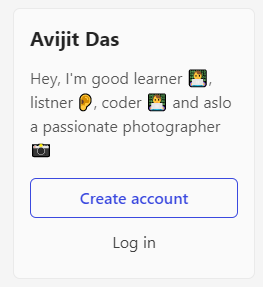 Avijit Das
Hey, I'm good learner 👨‍💻,
listner 👂, coder 👨‍💻 and aslo
a passionate photographer
📸
Create account
Log in